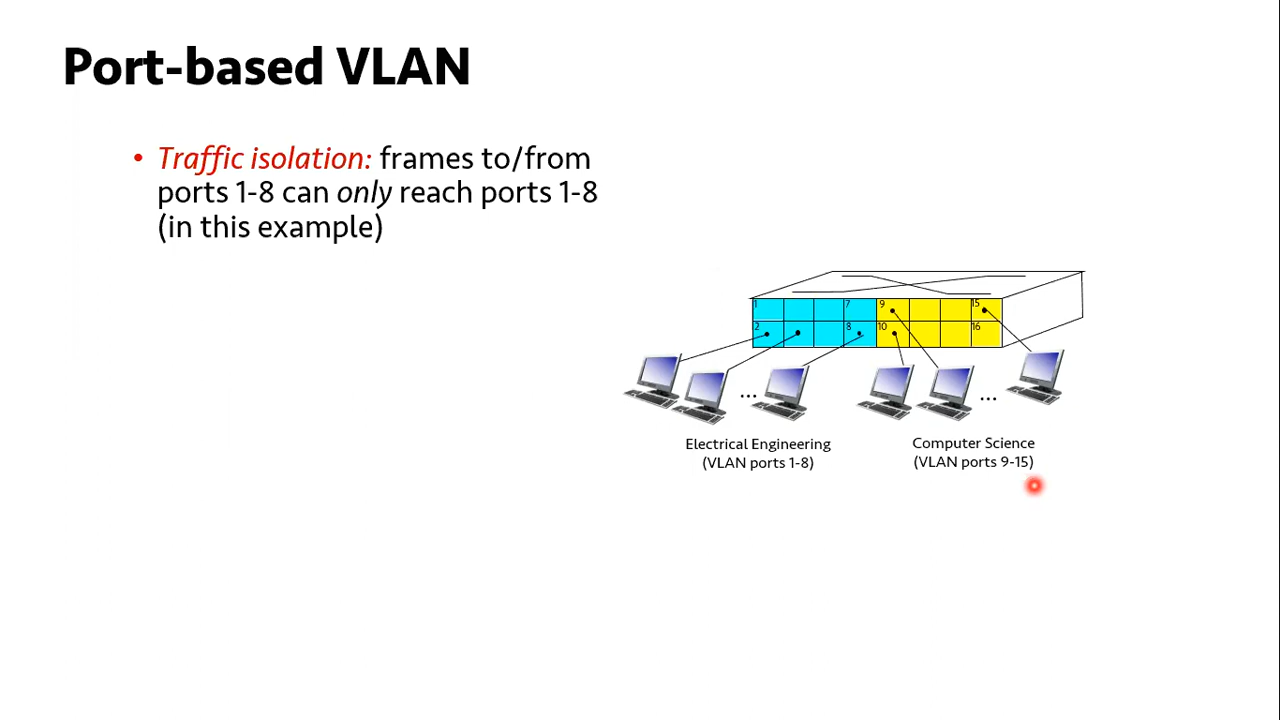 Port-based VLAN
• Traffic isolation: frames to/from
ports 1-8 can only reach ports 1-8
(in this example)
1 7 9 15
2 8 10 16
... ...
Electrical Engineering
(VLAN ports 1-8)
Computer Science
(VLAN ports 9-15)